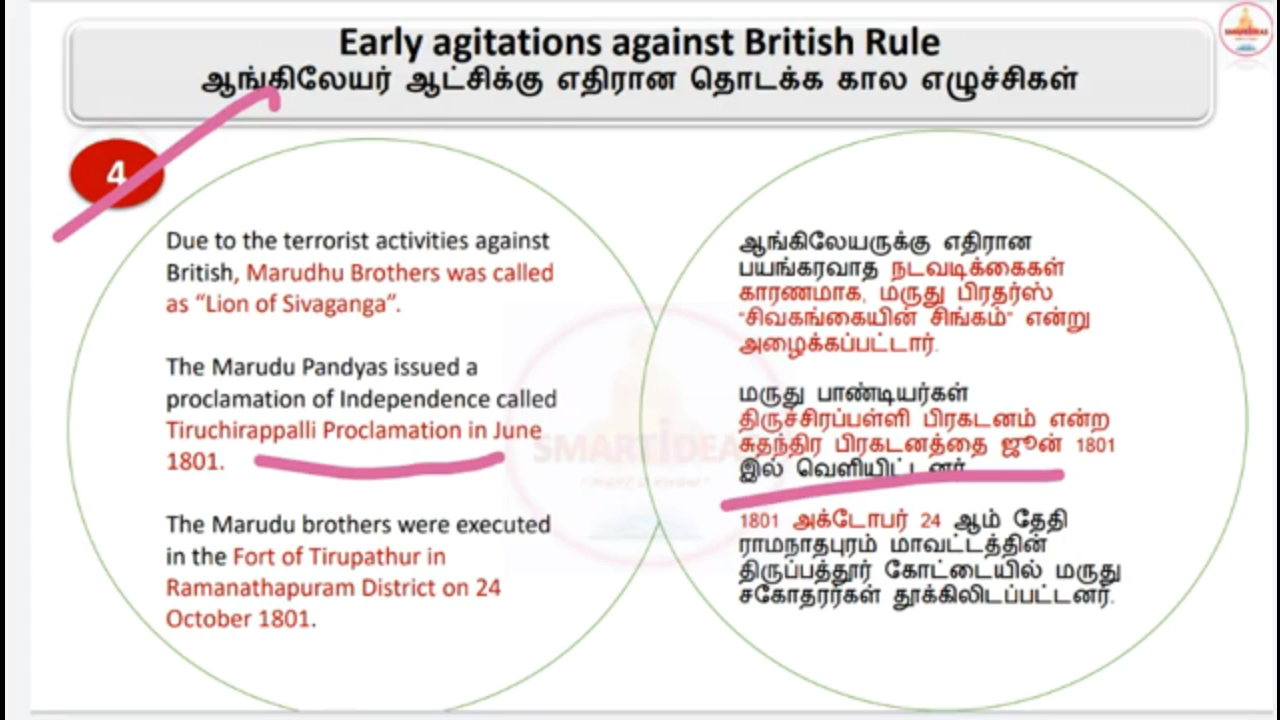 Early agitations against British Rule
ஆங்கிலேயர் ஆட்சிக்கு எதிரான தொடக்க கால எழுச்சிகள்
4
Due to the terrorist activities against
British, Marudhu Brothers was called
as “Lion of Sivaganga”.
The Marudu Pandyas issued a
proclamation of Independence called
Tiruchirappalli Proclamation in June
1801.
The Marudu brothers were executed
in the Fort of Tirupathur in
Ramanathapuram District on 24
October 1801.
ஆங்கிலேயருக்கு எதிரான
பயங்கரவாத நடவடிக்கைகள்
காரணமாக, மருது பிரதர்ஸ்
"சிவகங்கையின் சிங்கம்" என்று
அழைக்கப்பட்டார்.
மருது பாண்டியர்கள்
திருச்சிரப்பள்ளி பிரகடனம் என்ற
சுதந்திர பிரகடனத்தை ஜூன் 1801
இல் வெளியிட்டனர்
1801 அக்டோபர் 24 ஆம் தேதி
ராமநாதபுரம் மாவட்டத்தின்
திருப்பத்தூர் கோட்டையில் மருது
சகோதரர்கள் தூக்கிலிடப்பட்டனர்.
SMARTIDEA